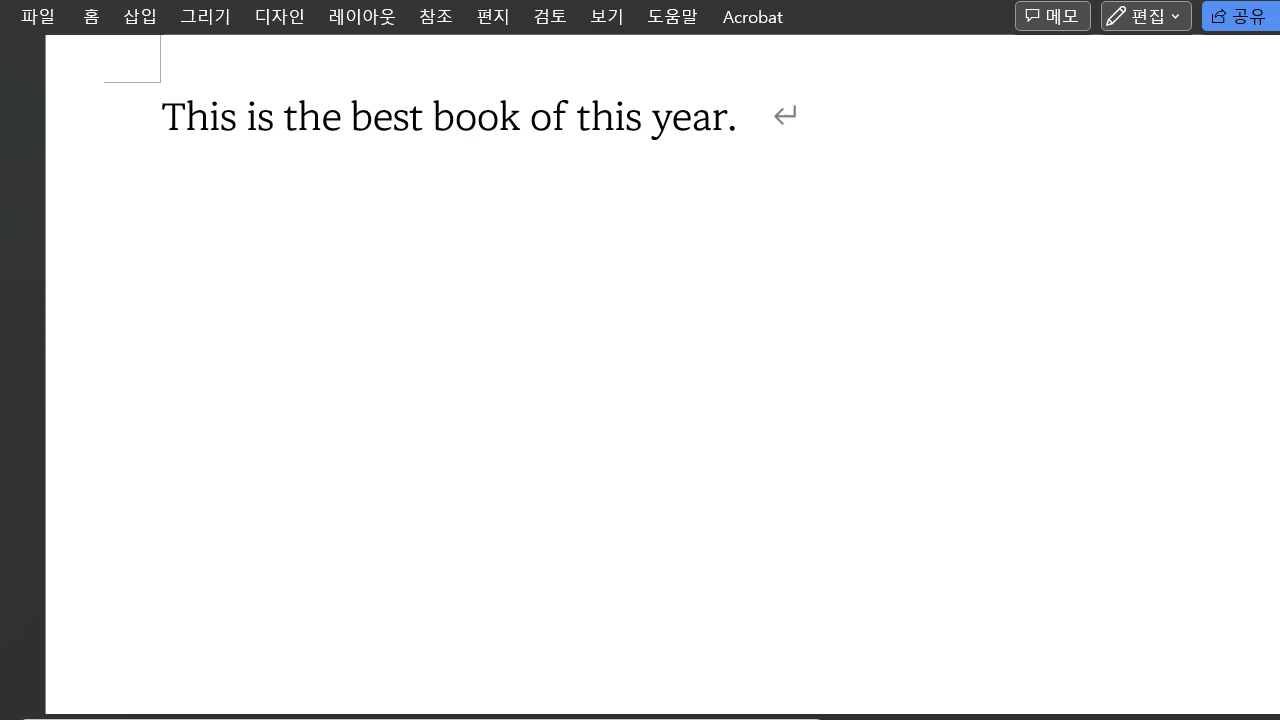 파일 홈 삽입 그리기 디자인 레이아웃 참조 편지 검토 보기 도움말 Acrobat 메모 편집 공유
This is the best book of this year.